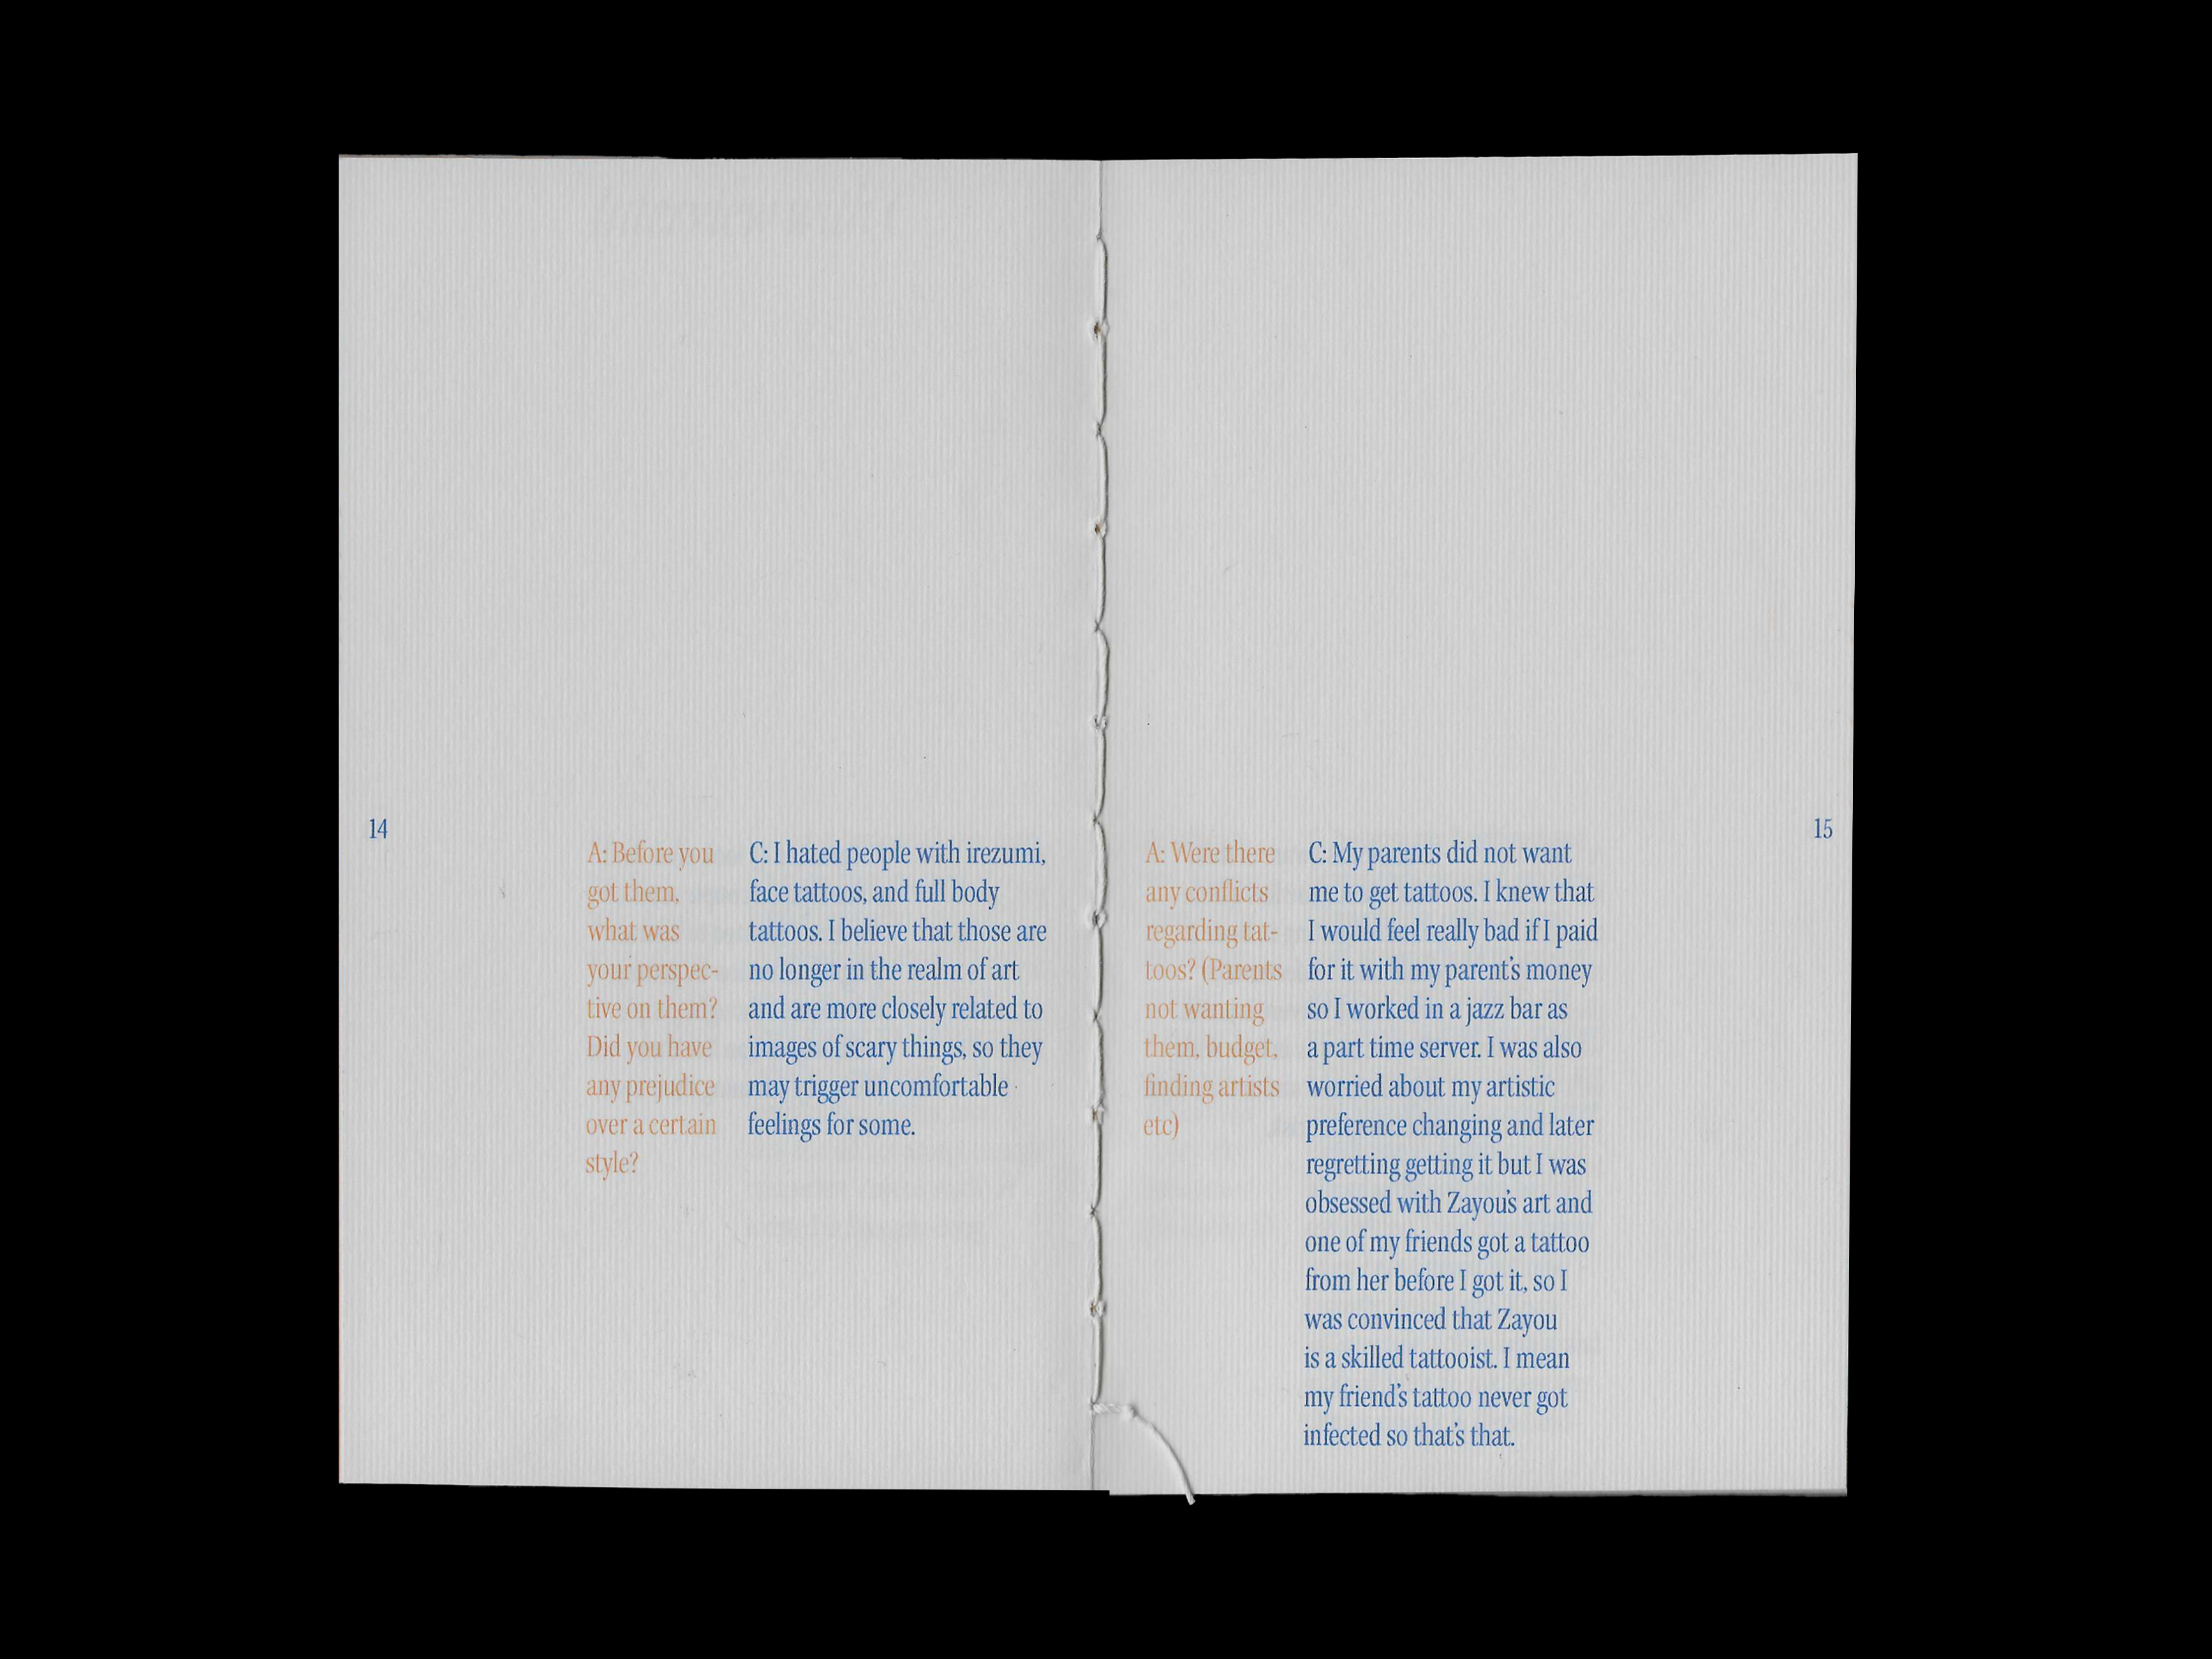 14
A: Before you
got them,
what was
your perspec-
tive on them?
Did you have
any prejudice
over a certain
style?
C: I hated people with irezumi,
face tattoos, and full body
tattoos. I believe that those are
no longer in the realm of art
and are more closely related to
images of scary things, so they
may trigger uncomfortable
feelings for some.
15
A: Were there
any conflicts
regarding tat-
toos? (Parents
not wanting
them, budget,
finding artists
etc)
C: My parents did not want
me to get tattoos. I knew that
I would feel really bad if I paid
for it with my parent's money
so I worked in a jazz bar as
a part time server. I was also
worried about my artistic
preference changing and later
regretting getting it but I was
obsessed with Zayou's art and
one of my friends got a tattoo
from her before I got it, so I
was convinced that Zayou
is a skilled tattooist. I mean
my friend's tattoo never got
infected so that's that.